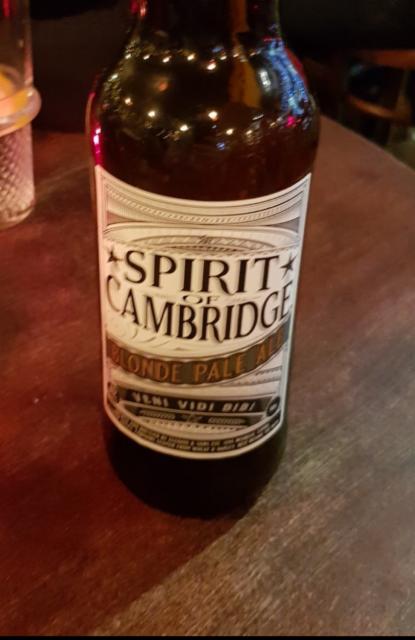 SPIRIT
OF
CAMBRIDGE
BLONDE PALE ALE
VENI VIDI BIBI